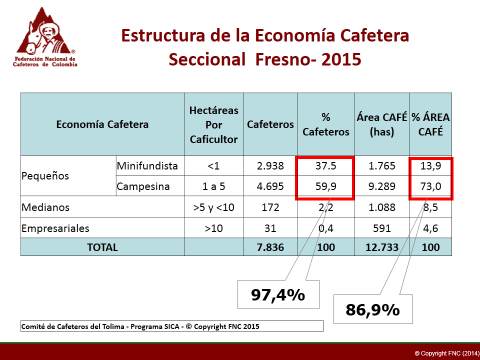 Federación Nacional de
Cafeteros de Colombia
Estructura de la Economía Cafetera
Seccional Fresno- 2015
Economía Cafetera Hectáreas Por Caficultor Cafeteros % Cafeteros Área CAFÉ (has) % ÁREA CAFÉ
Pequeños Minifundista <1 2.938 37.5 1.765 13,9
Campesina 1 a 5 4.695 59,9 9.289 73,0
Medianos >5 y <10 172 2,2 1.088 8,5
Empresariales >10 31 0,4 591 4,6
TOTAL 7.836 100 12.733 100
97,4%
86,9%
Comité de Cafeteros del Tolima - Programa SICA - © Copyright FNC 2015
© Copyright FNC (2014)